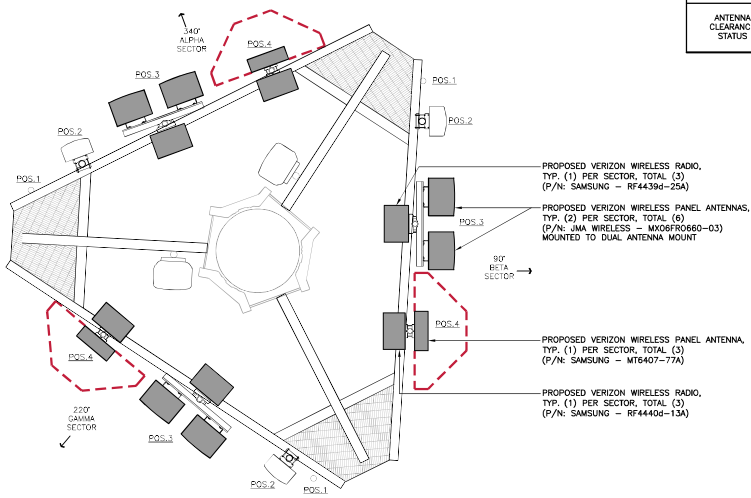 ANTENNA
CLEARANC
STATUS
340°
ALPHA
SECTOR
POS.4
POS.3
POS.2
POS.1
POS.1
POS.2
PROPOSED VERIZON WIRELESS RADIO,
TYP. (1) PER SECTOR, TOTAL (3)
(P/N: SAMSUNG - RF4439d-25A)
PROPOSED VERIZON WIRELESS PANEL ANTENNAS,
TYP. (2) PER SECTOR, TOTAL (6)
(P/N: JMA WIRELESS - MX06FRO660-03)
MOUNTED TO DUAL ANTENNA MOUNT
POS.3
90°
BETA
SECTOR
POS.4
PROPOSED VERIZON WIRELESS PANEL ANTENNA,
TYP. (1) PER SECTOR, TOTAL (3)
(P/N: SAMSUNG - MT6407-77A)
PROPOSED VERIZON WIRELESS RADIO,
TYP. (1) PER SECTOR, TOTAL (3)
(P/N: SAMSUNG - RF4440d-13A)
POS.4
220°
GAMMA
SECTOR
POS.3
POS.2
POS.1